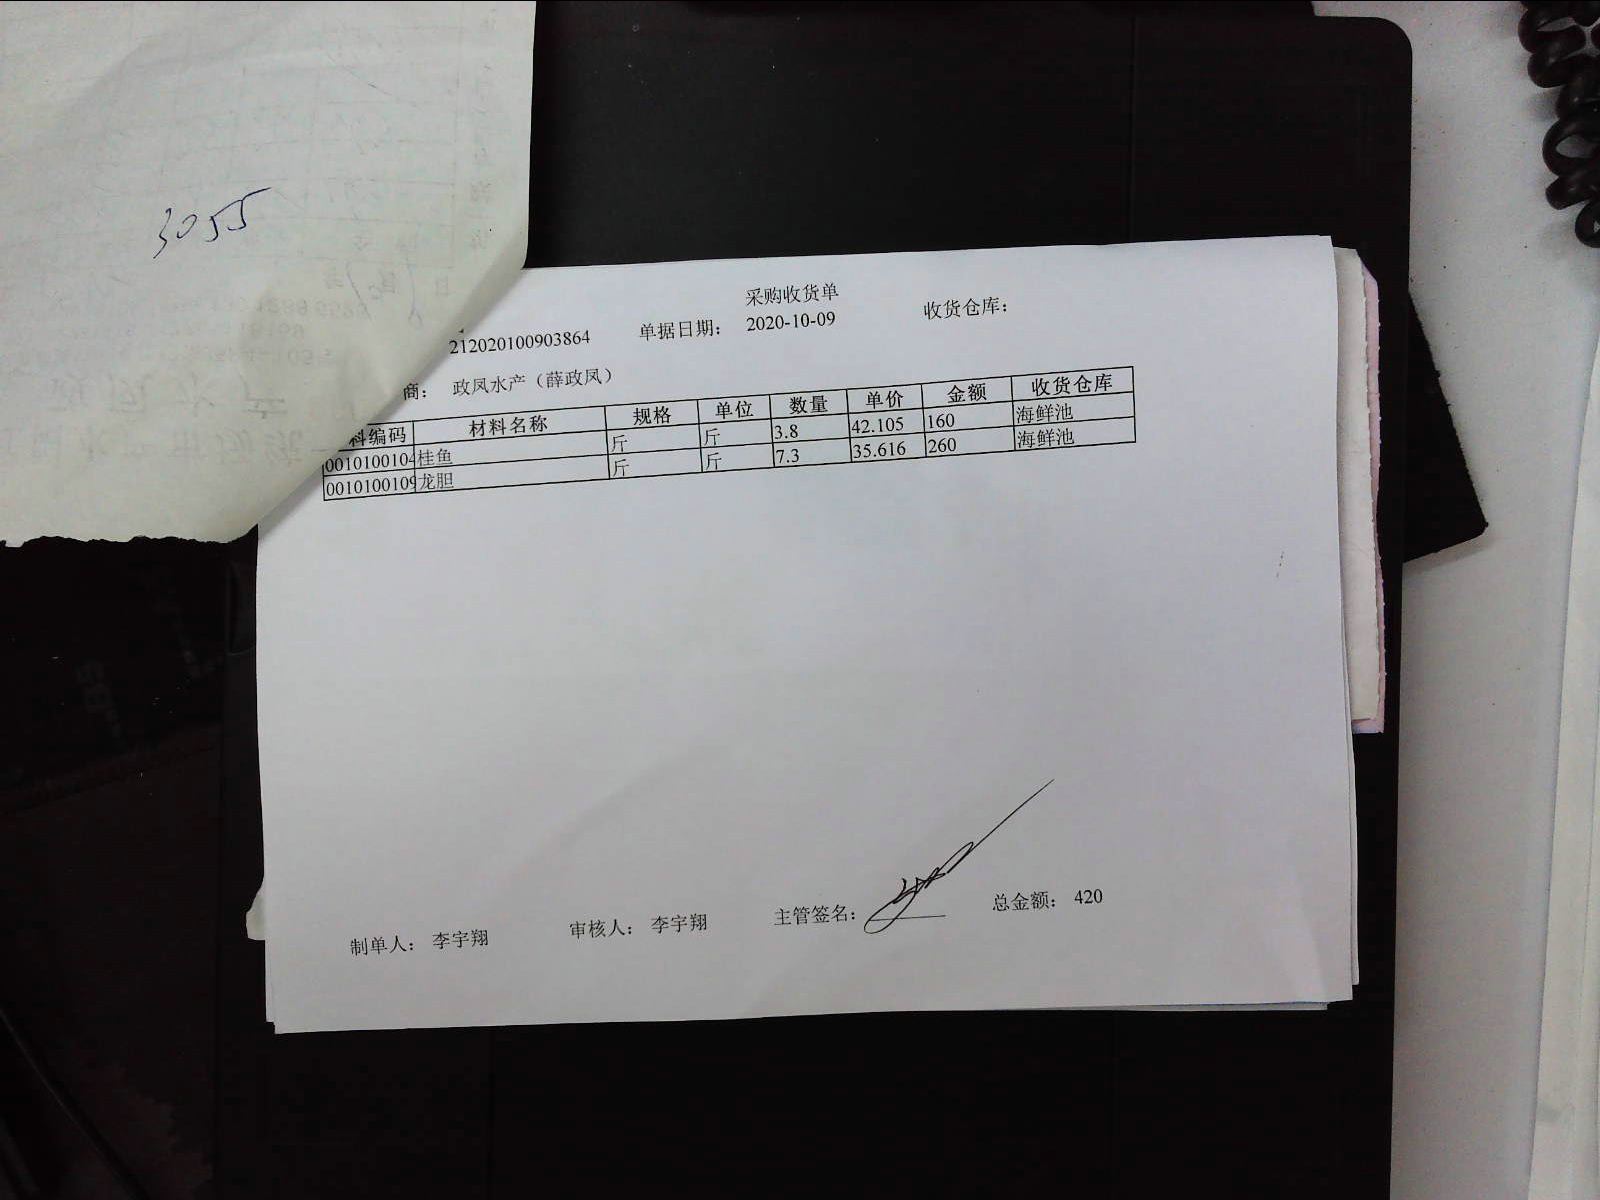 3055
采购收货单
212020100903864 单据日期： 2020-10-09 收货仓库：
商： 政凤水产（薛政凤）
料编码 材料名称 规格 单位 数量 单价 金额 收货仓库
0010100104 桂鱼 斤 斤 3.8 42.105 160 海鲜池
0010100109 龙胆 斤 斤 7.3 35.616 260 海鲜池
制单人： 李宇翔 审核人： 李宇翔 主管签名： 总金额： 420